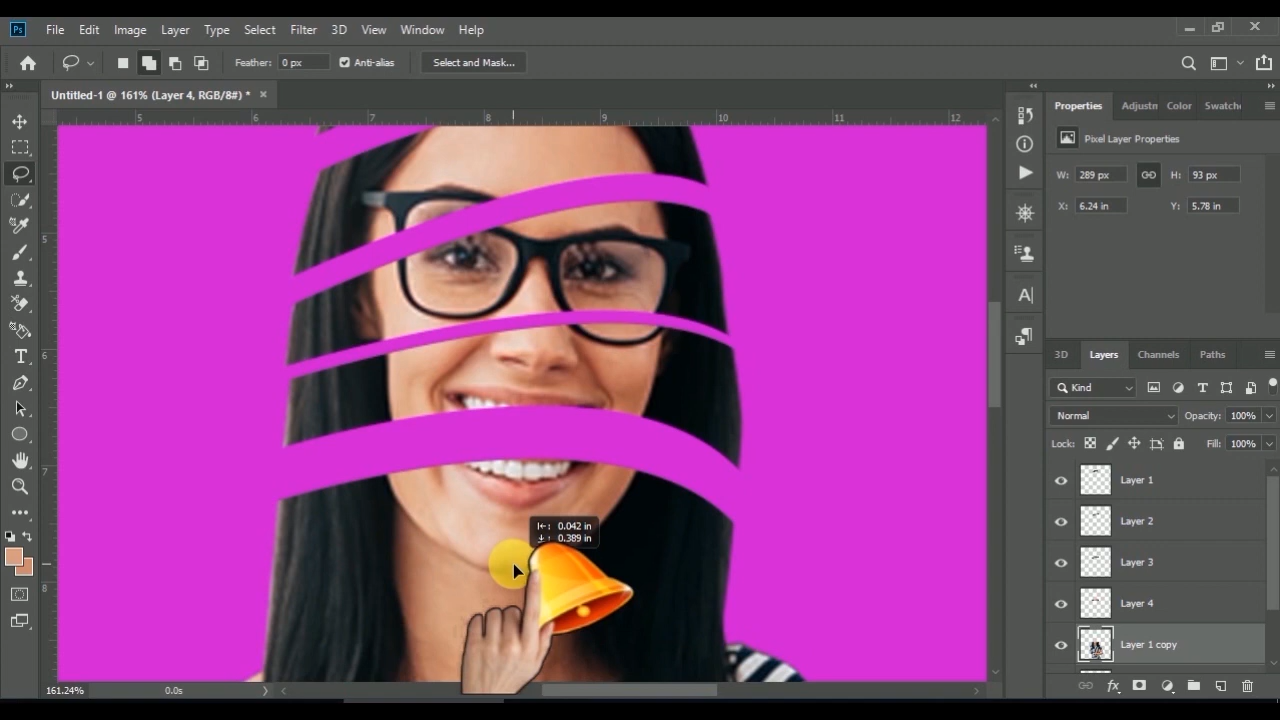 Ps File Edit Image Layer Type Select Filter 3D View Window Help
Feather: 0 px Anti-alias Select and Mask...
Untitled-1 @ 161% (Layer 4, RGB/8#) *
5 6 7 8 9 10 11 12
Properties Adjustn Color Swatch
Pixel Layer Properties
W: 289 px H: 93 px
X: 6.24 in Y: 5.78 in
5
6
7
8
3D Layers Channels Paths
Kind
Normal Opacity: 100%
Lock: Fill: 100%
Layer 1
Layer 2
Layer 3
Layer 4
Layer 1 copy
0.042 in
0.389 in
161.24% 0.0s